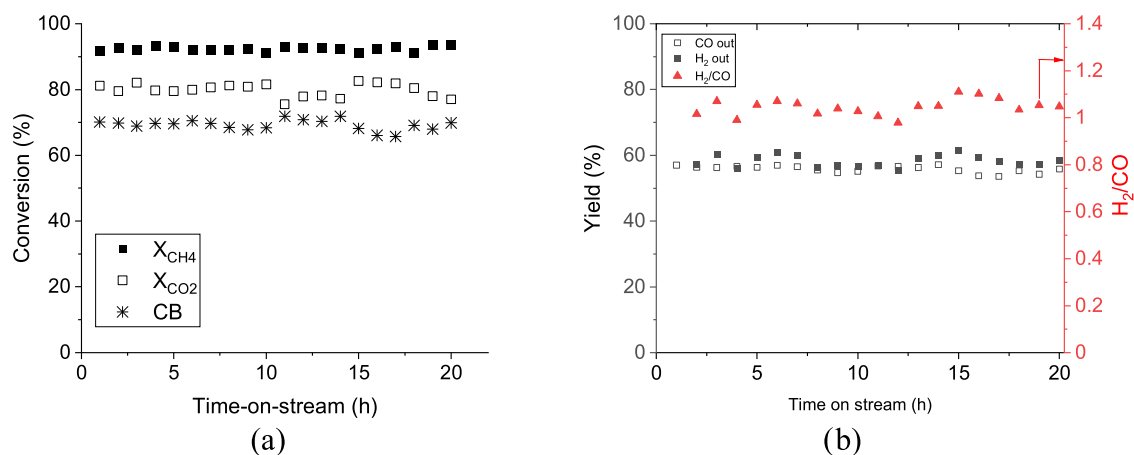 100
80
60
40
20
0
Conversion (%)
X_CH4
X_CO2
CB
0 5 10 15 20
Time-on-stream (h)
(a)
100
80
60
40
20
0
Yield (%)
CO out
H₂ out
H₂/CO
1.4
1.2
1
0.8
0.6
0.4
0.2
0
H₂/CO
0 5 10 15 20
Time on stream (h)
(b)